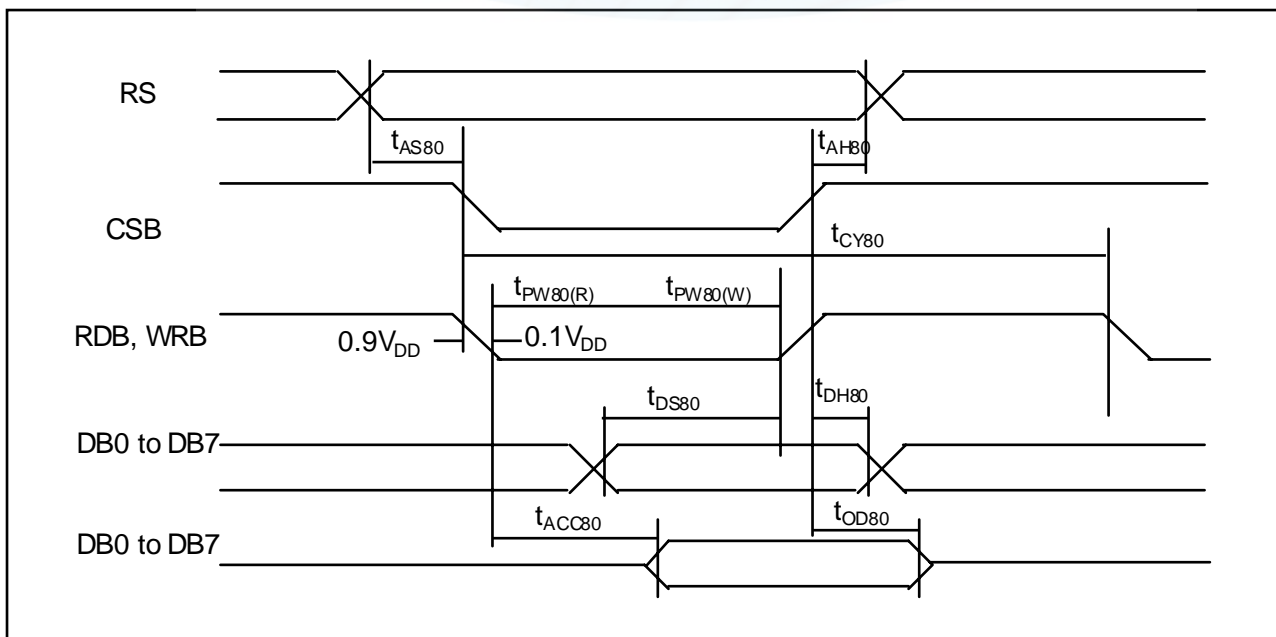 RS
tAS80
tAH80
CSB
tCY80
tPW80(R) tPW80(W)
RDB, WRB
0.9VDD
0.1VDD
tDS80
tDH80
DB0 to DB7
tACC80
tOD80
DB0 to DB7